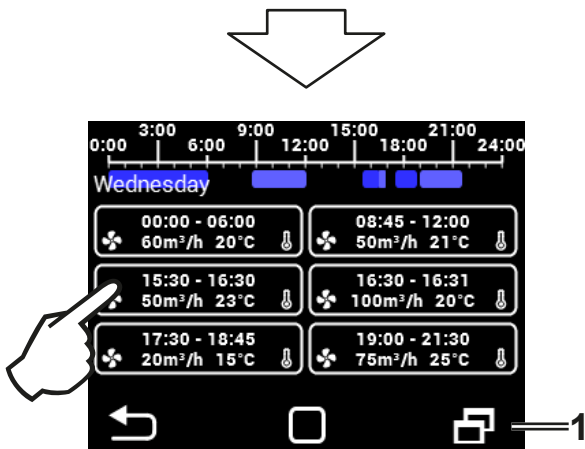 3:00 9:00 15:00 21:00
0:00 6:00 12:00 18:00 24:00
Wednesday
00:00 - 06:00
60m³/h 20°C
08:45 - 12:00
50m³/h 21°C
15:30 - 16:30
50m³/h 23°C
16:30 - 16:31
100m³/h 20°C
17:30 - 18:45
20m³/h 15°C
19:00 - 21:30
75m³/h 25°C
1